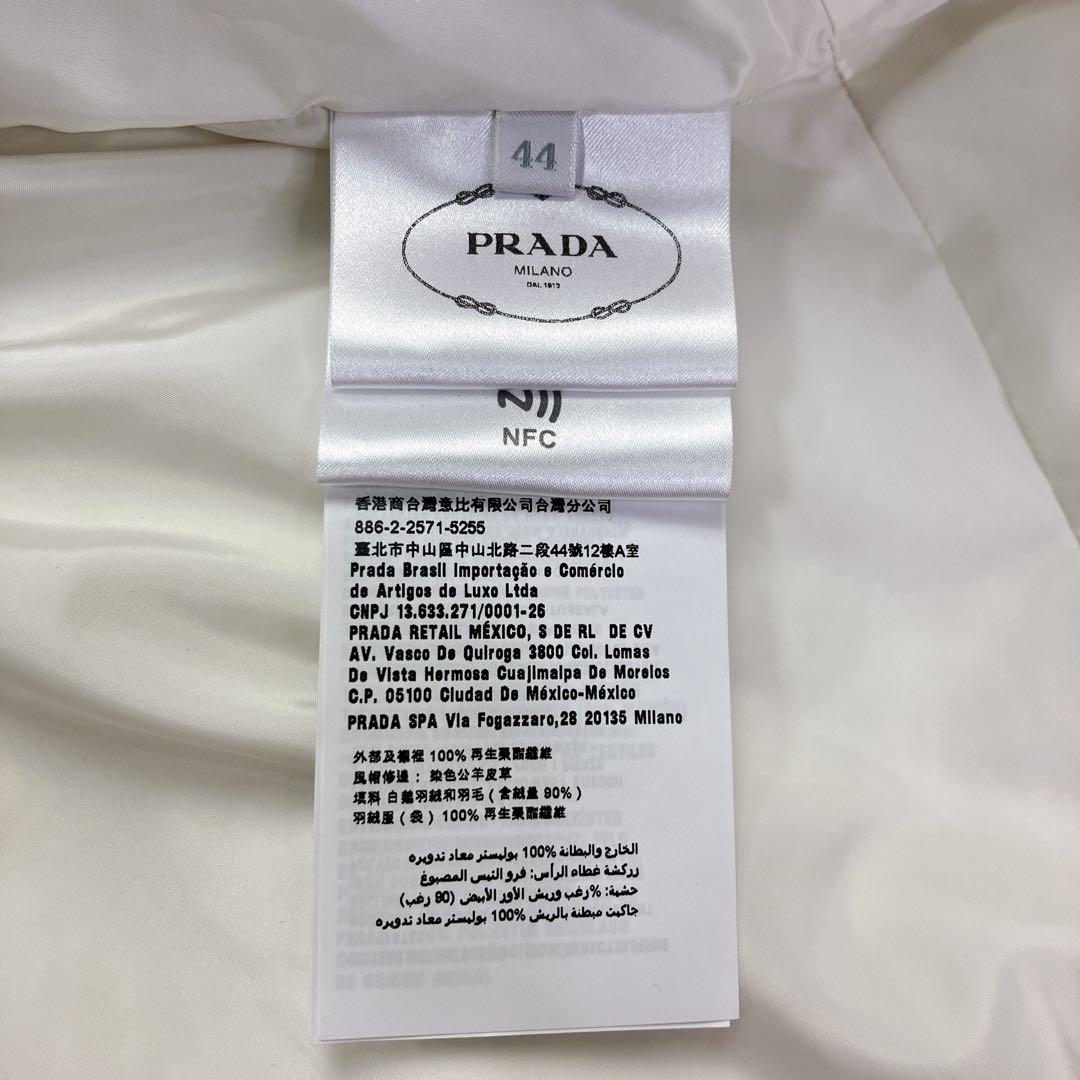 44
PRADA
MILANO
DAL 1913
NFC
香港商台灣意比有限公司台灣分公司
886-2-2571-5255
臺北市中山區中山北路二段44號12樓A室
Prada Brasil Importação e Comércio
de Artigos de Luxo Ltda
CNPJ 13.633.271/0001-26
PRADA RETAIL MÉXICO, S DE RL DE CV
AV. Vasco De Quiroga 3800 Col. Lomas
De Vista Hermosa Cuajimalpa De Morelos
C.P. 05100 Ciudad De México-México
PRADA SPA Via Fogazzaro,28 20135 Milano
外部及襯裡 100% 再生聚酯纖維
風帽修邊： 染色公羊皮草
填料 白鵝羽絨和羽毛 ( 含絨量 90% )
羽絨服 ( 袋 ) 100% 再生聚酯纖維
الخارج والبطانة %100 بوليستر معاد تدويره
زركشة غطاء الرأس: فرو التيس المصبوغ
حشية: %زغب وريش الأوز الأبيض (90 زغب)
جاكيت مبطنة بالريش %100 بوليستر معاد تدويره